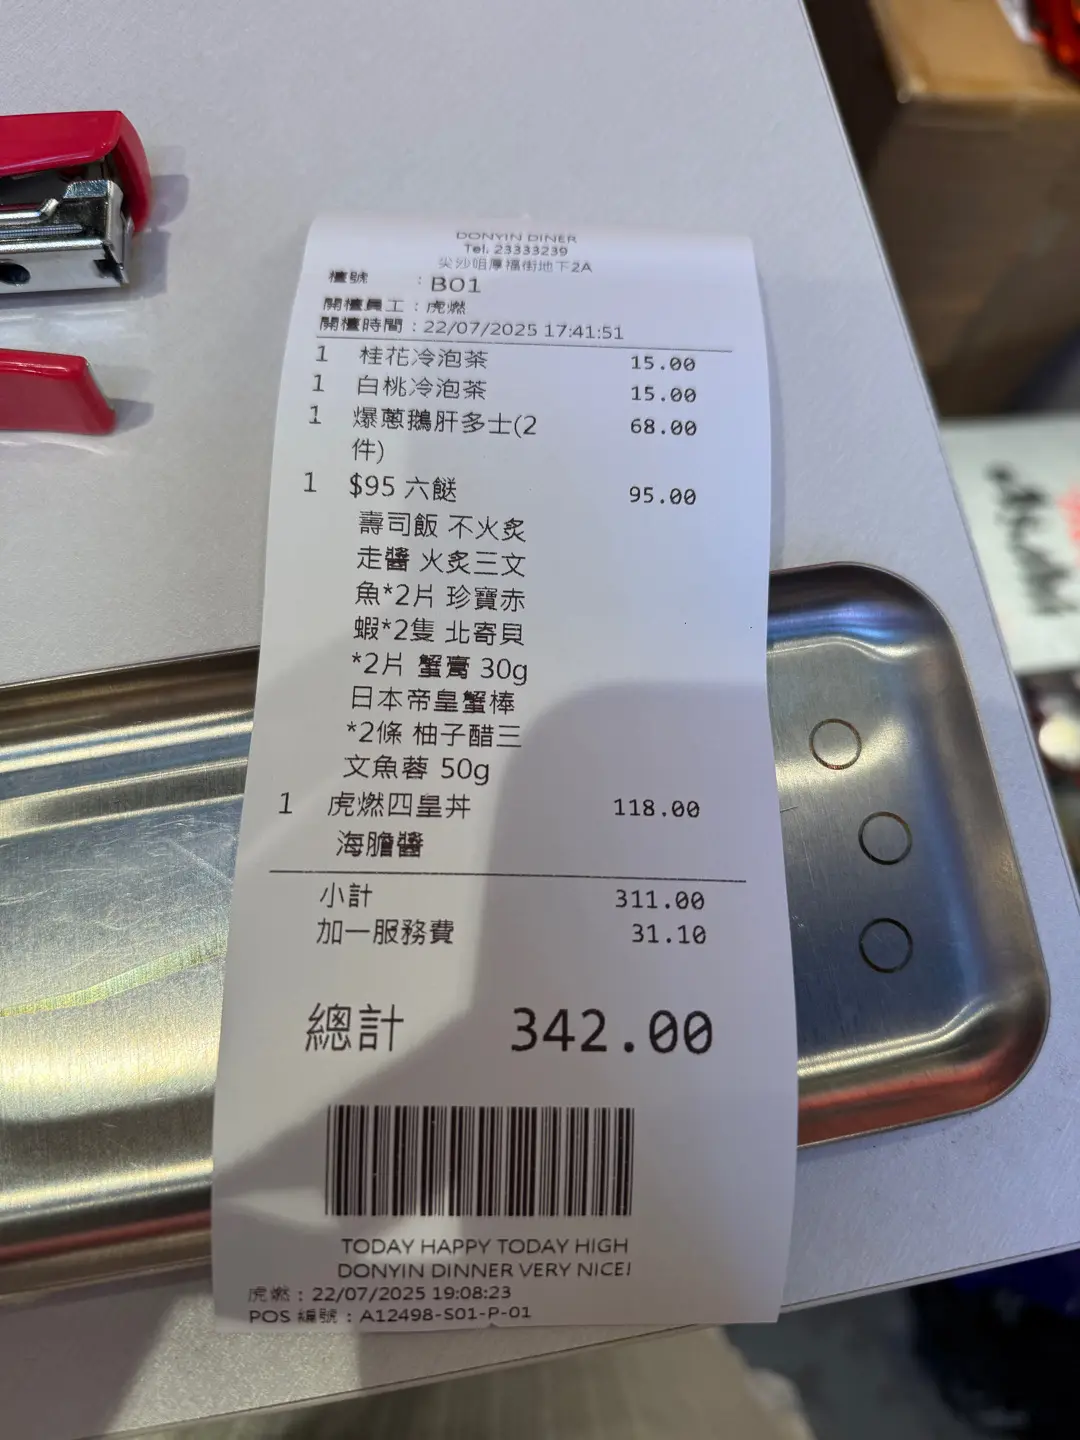 DONYIN DINER
Tel. 23333239
尖沙咀厚福街地下2A
檯號 : B01
開檯員工 : 虎燃
開檯時間 : 22/07/2025 17:41:51
1 桂花冷泡茶 15.00
1 白桃冷泡茶 15.00
1 爆蔥鵝肝多士(2 68.00
件)
1 $95 六餸 95.00
壽司飯 不火炙
走醬 火炙三文
魚*2片 珍寶赤
蝦*2隻 北寄貝
*2片 蟹膏 30g
日本帝皇蟹棒
*2條 柚子醋三
文魚蓉 50g
1 虎燃四皇丼 118.00
海膽醬
小計 311.00
加一服務費 31.10
總計 342.00
TODAY HAPPY TODAY HIGH
DONYIN DINNER VERY NICE!
虎燃 : 22/07/2025 19:08:23
POS 編號 : A12498-S01-P-01